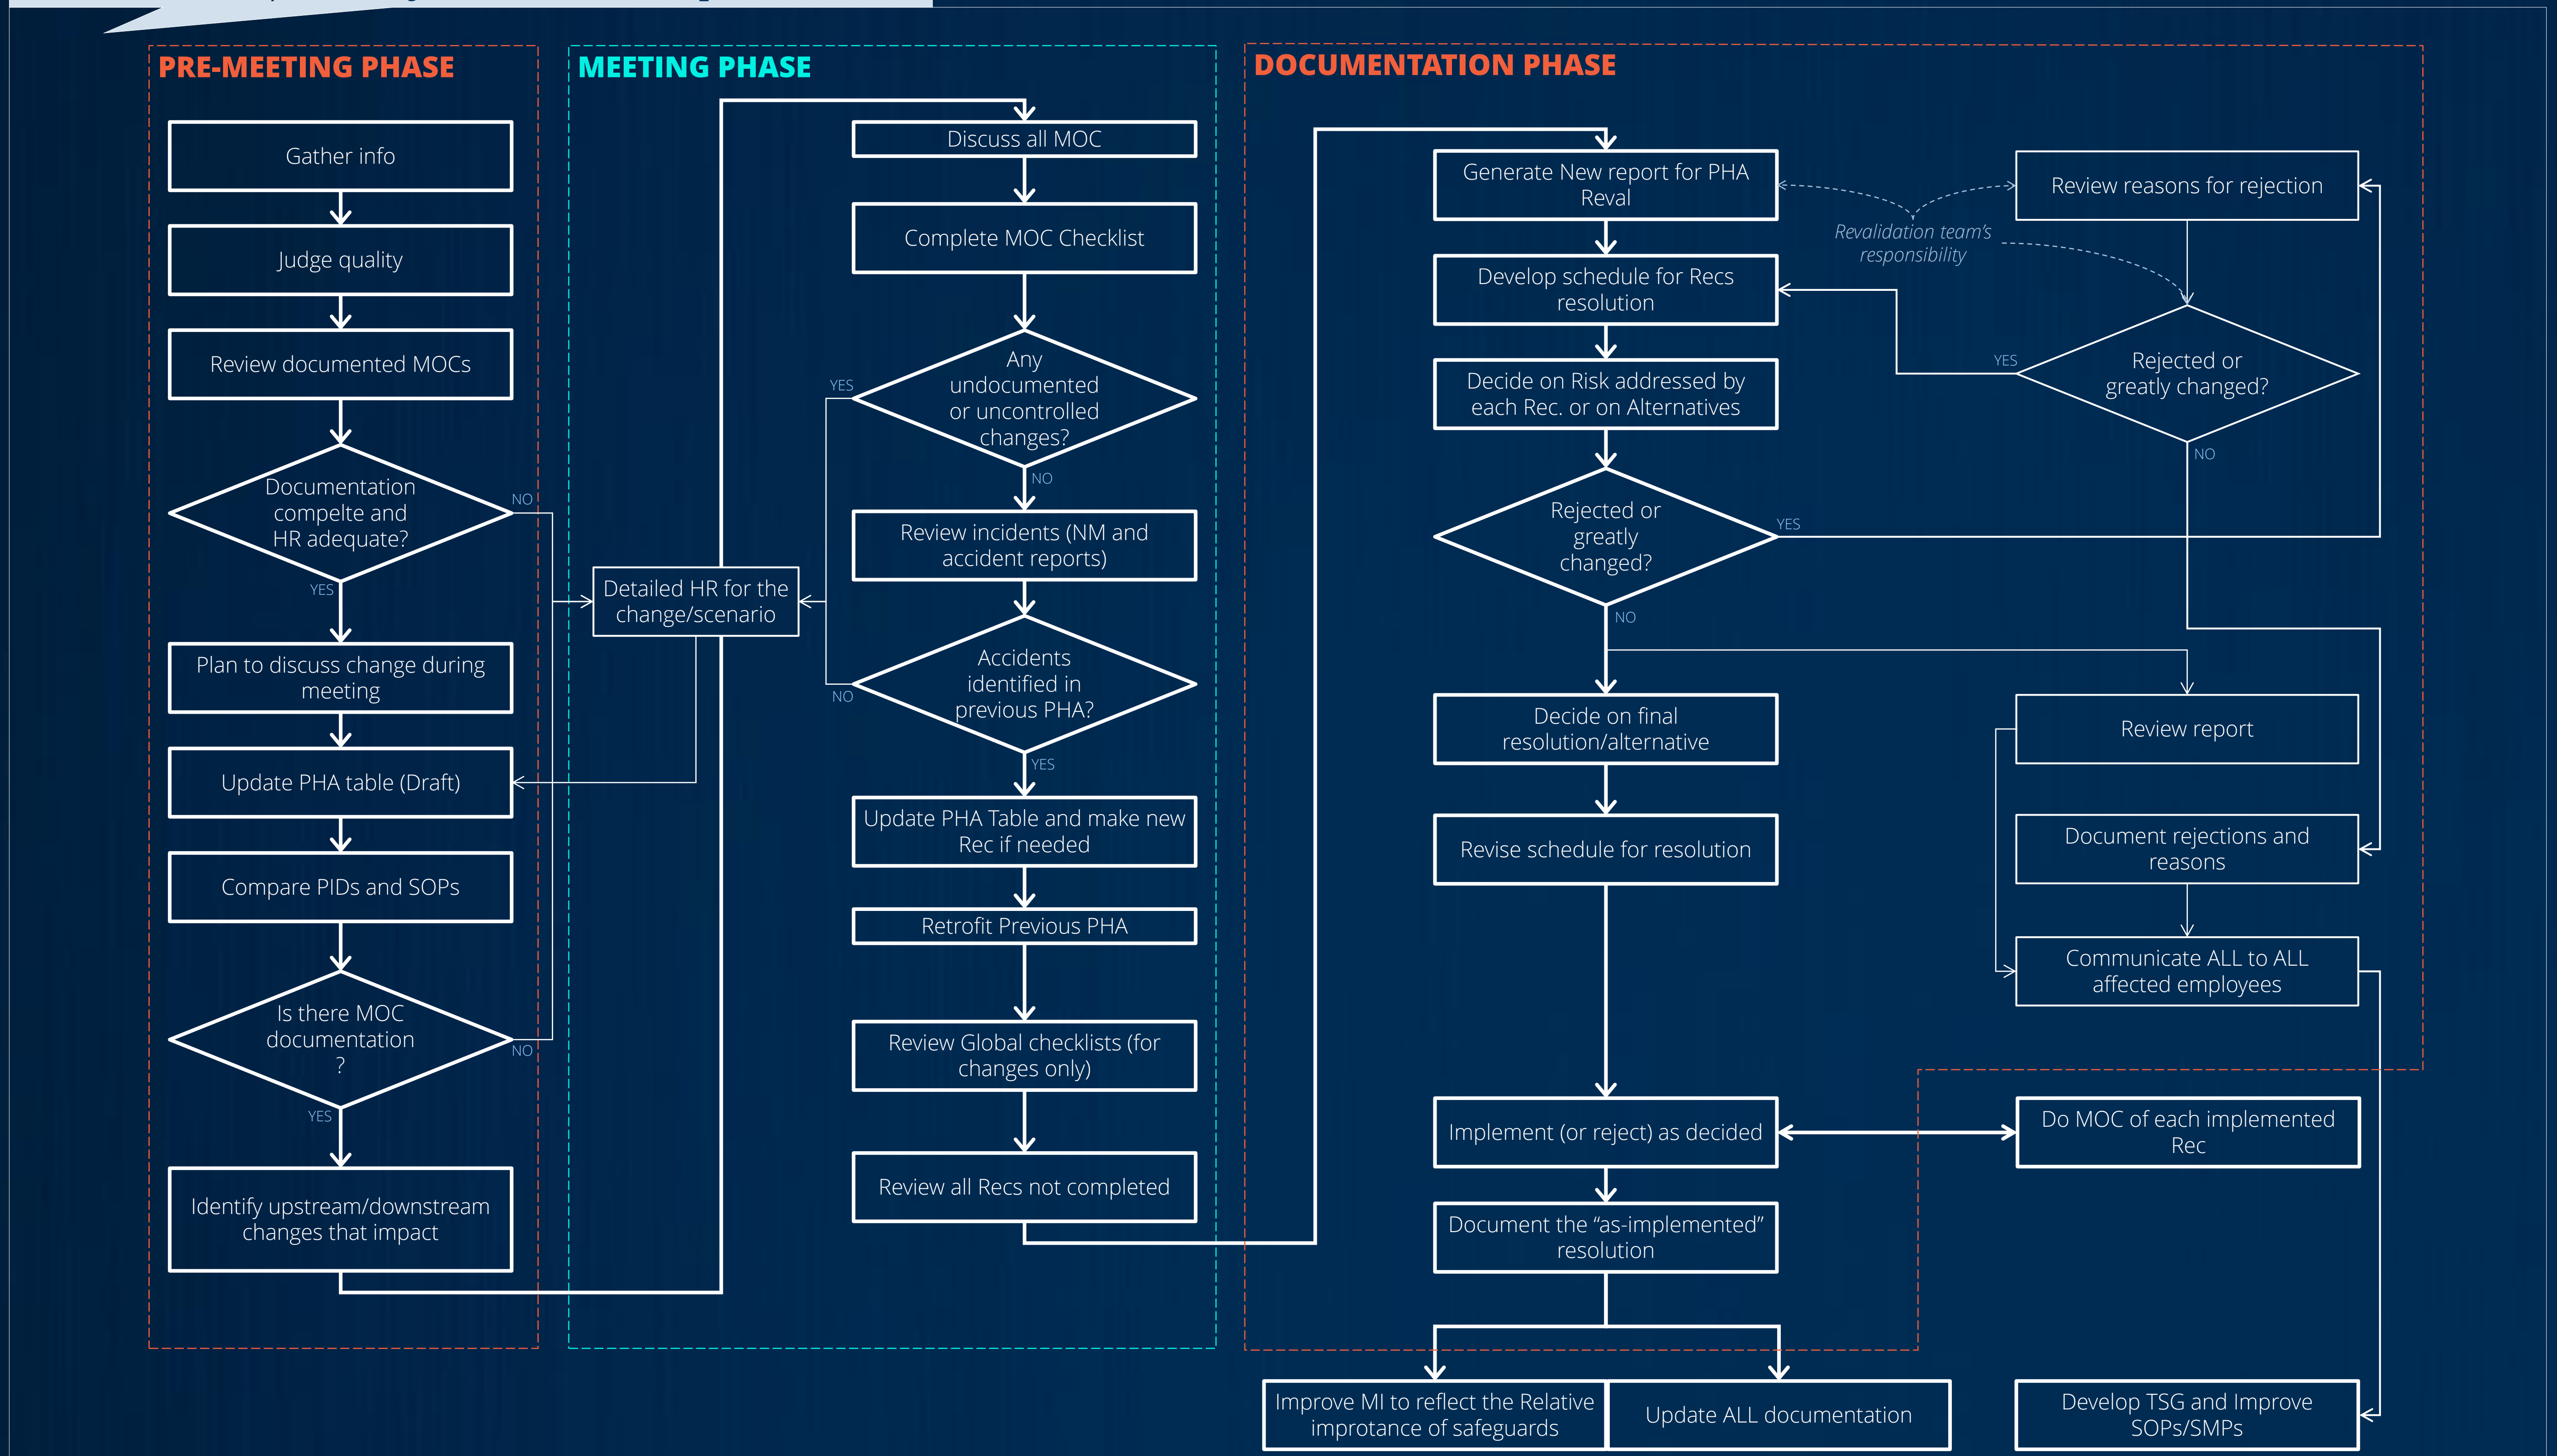 PRE-MEETING PHASE
Gather info
Judge quality
Review documented MOCs
Documentation
compelte and
HR adequate?
NO
YES
Plan to discuss change during
meeting
Update PHA table (Draft)
Compare PIDs and SOPs
Is there MOC
documentation
?
NO
YES
Identify upstream/downstream
changes that impact
MEETING PHASE
Discuss all MOC
Complete MOC Checklist
Any
undocumented
or uncontrolled
changes?
YES
NO
Review incidents (NM and
accident reports)
Detailed HR for the
change/scenario
Accidents
identified in
previous PHA?
NO
YES
Update PHA Table and make new
Rec if needed
Retrofit Previous PHA
Review Global checklists (for
changes only)
Review all Recs not completed
DOCUMENTATION PHASE
Generate New report for PHA
Reval
Review reasons for rejection
Revalidation team's
responsibility
Develop schedule for Recs
resolution
Decide on Risk addressed by
each Rec. or on Alternatives
YES
Rejected or
greatly changed?
NO
Rejected or
greatly
changed?
YES
NO
Decide on final
resolution/alternative
Review report
Revise schedule for resolution
Document rejections and
reasons
Communicate ALL to ALL
affected employees
Implement (or reject) as decided
Do MOC of each implemented
Rec
Document the “as-implemented”
resolution
Improve MI to reflect the Relative
improtance of safeguards
Update ALL documentation
Develop TSG and Improve
SOPs/SMPs